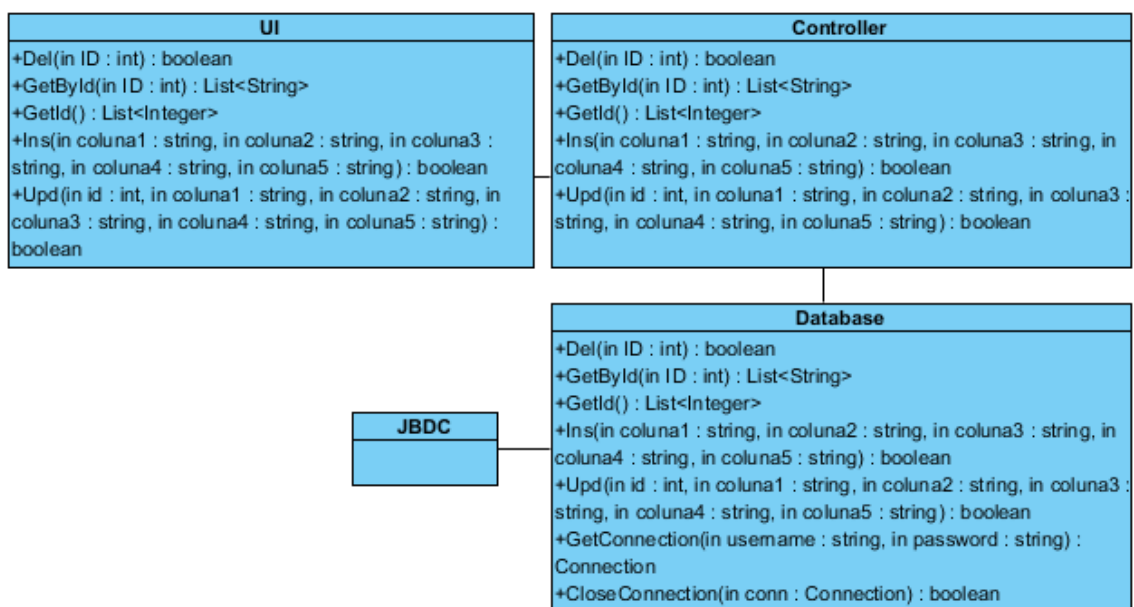 UI
+Del(in ID : int) : boolean
+GetById(in ID : int) : List<String>
+GetId() : List<Integer>
+Ins(in coluna1 : string, in coluna2 : string, in coluna3 :
string, in coluna4 : string, in coluna5 : string) : boolean
+Upd(in id : int, in coluna1 : string, in coluna2 : string, in
coluna3 : string, in coluna4 : string, in coluna5 : string) :
boolean
Controller
+Del(in ID : int) : boolean
+GetById(in ID : int) : List<String>
+GetId() : List<Integer>
+Ins(in coluna1 : string, in coluna2 : string, in coluna3 : string, in
coluna4 : string, in coluna5 : string) : boolean
+Upd(in id : int, in coluna1 : string, in coluna2 : string, in coluna3 :
string, in coluna4 : string, in coluna5 : string) : boolean
JBDC
Database
+Del(in ID : int) : boolean
+GetById(in ID : int) : List<String>
+GetId() : List<Integer>
+Ins(in coluna1 : string, in coluna2 : string, in coluna3 : string, in
coluna4 : string, in coluna5 : string) : boolean
+Upd(in id : int, in coluna1 : string, in coluna2 : string, in coluna3 :
string, in coluna4 : string, in coluna5 : string) : boolean
+GetConnection(in username : string, in password : string) :
Connection
+CloseConnection(in conn : Connection) : boolean